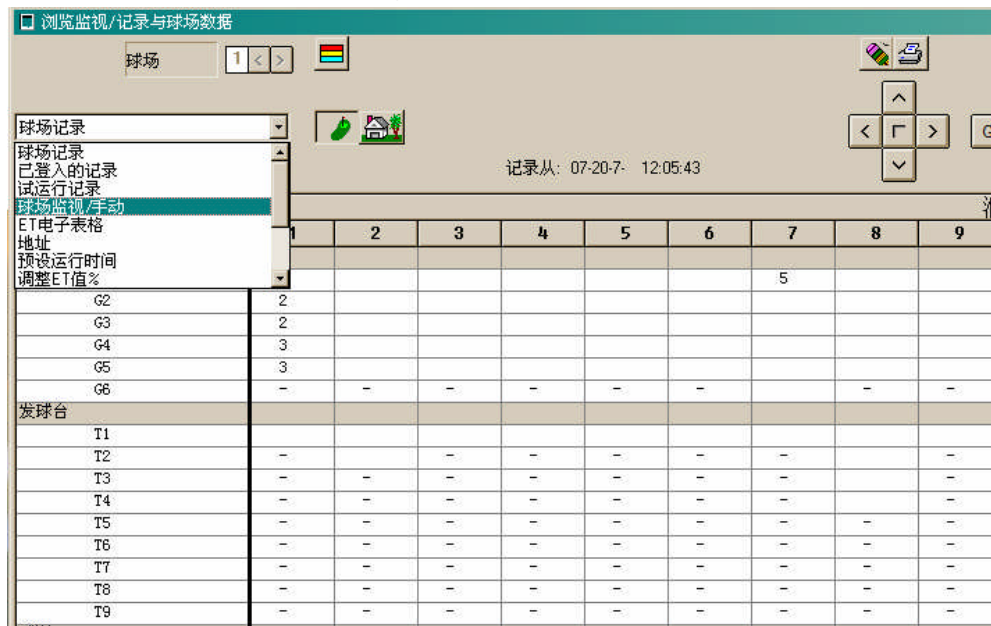 浏览监视/记录与球场数据
球场 1 < >
球场记录
球场记录
已登入的记录
试运行记录
球场监视/手动
ET电子表格
地址
预设运行时间
调整ET值%
记录从: 07-20-7- 12:05:43
1 2 3 4 5 6 7 8 9
5
G2 2
G3 2
G4 3
G5 3
G6 - - - - - - - -
发球台
T1
T2 - - - - - - -
T3 - - - - - - - -
T4 - - - - - - - -
T5 - - - - - - - - -
T6 - - - - - - - - -
T7 - - - - - - - - -
T8 - - - - - - - - -
T9 - - - - - - - - -